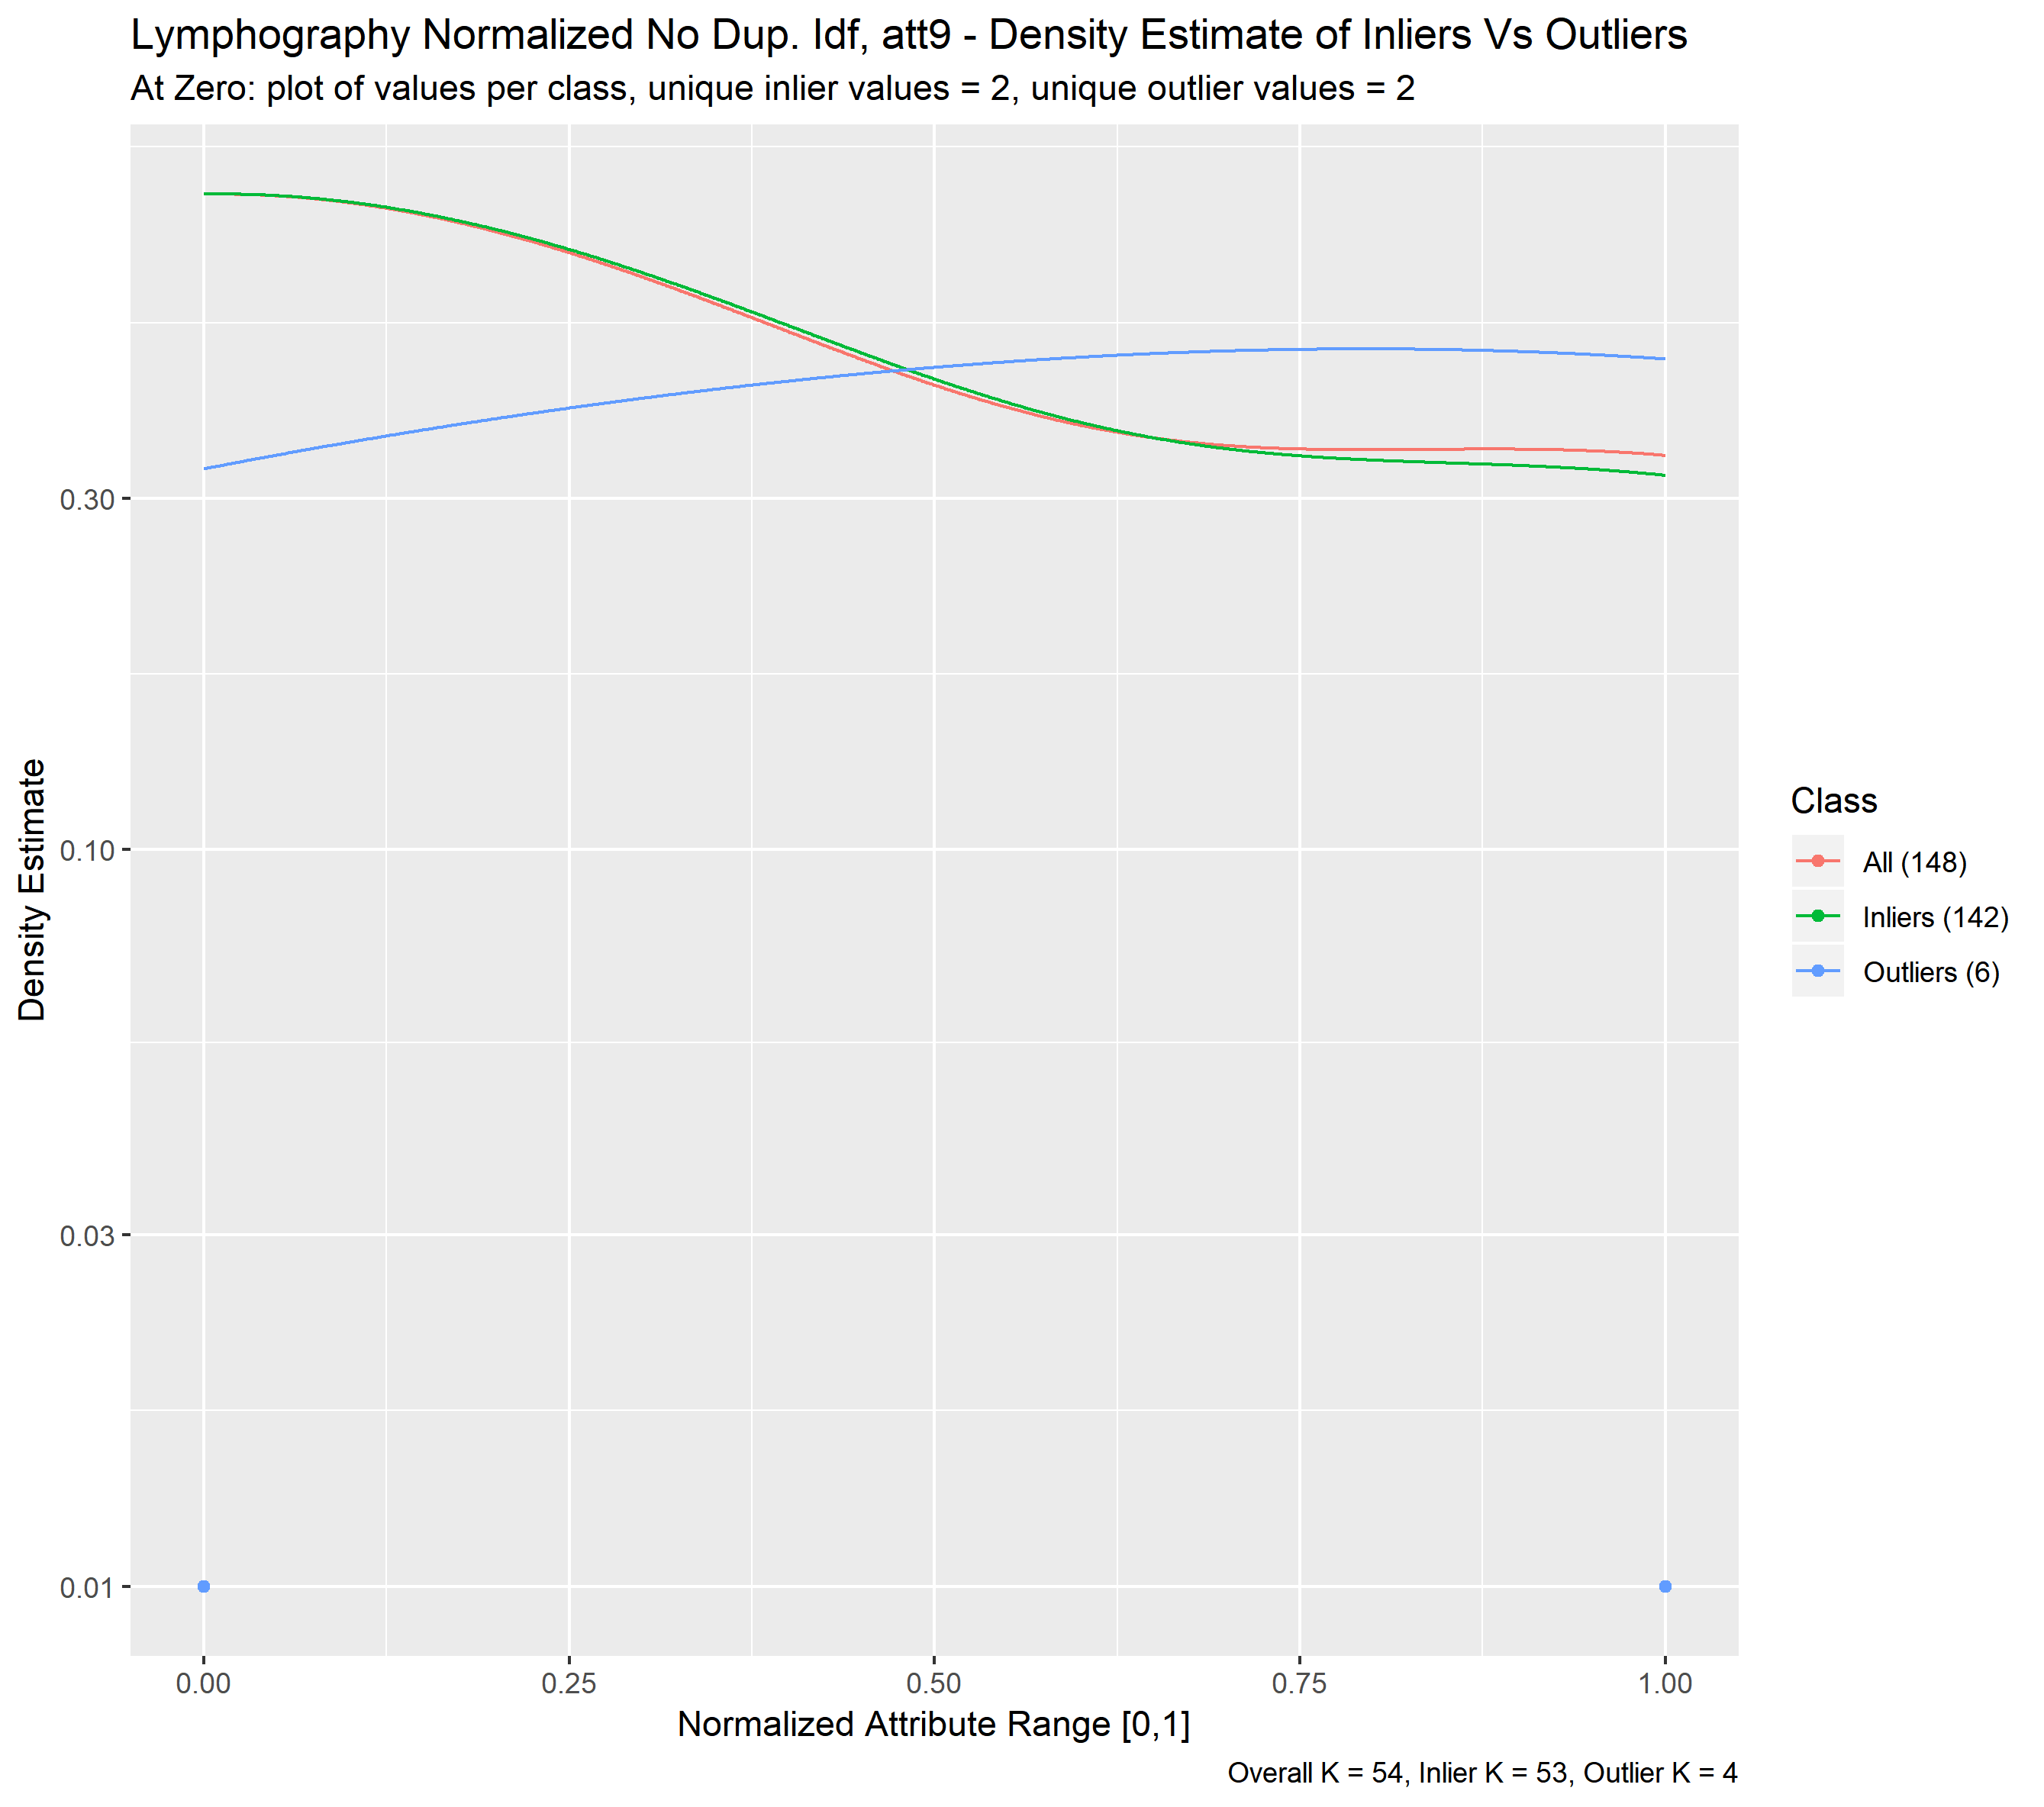 Lymphography Normalized No Dup. Idf, att9 - Density Estimate of Inliers Vs Outliers
At Zero: plot of values per class, unique inlier values = 2, unique outlier values = 2
Density Estimate
0.30
0.10
0.03
0.01
0.00 0.25 0.50 0.75 1.00
Normalized Attribute Range [0,1]
Class
All (148)
Inliers (142)
Outliers (6)
Overall K = 54, Inlier K = 53, Outlier K = 4